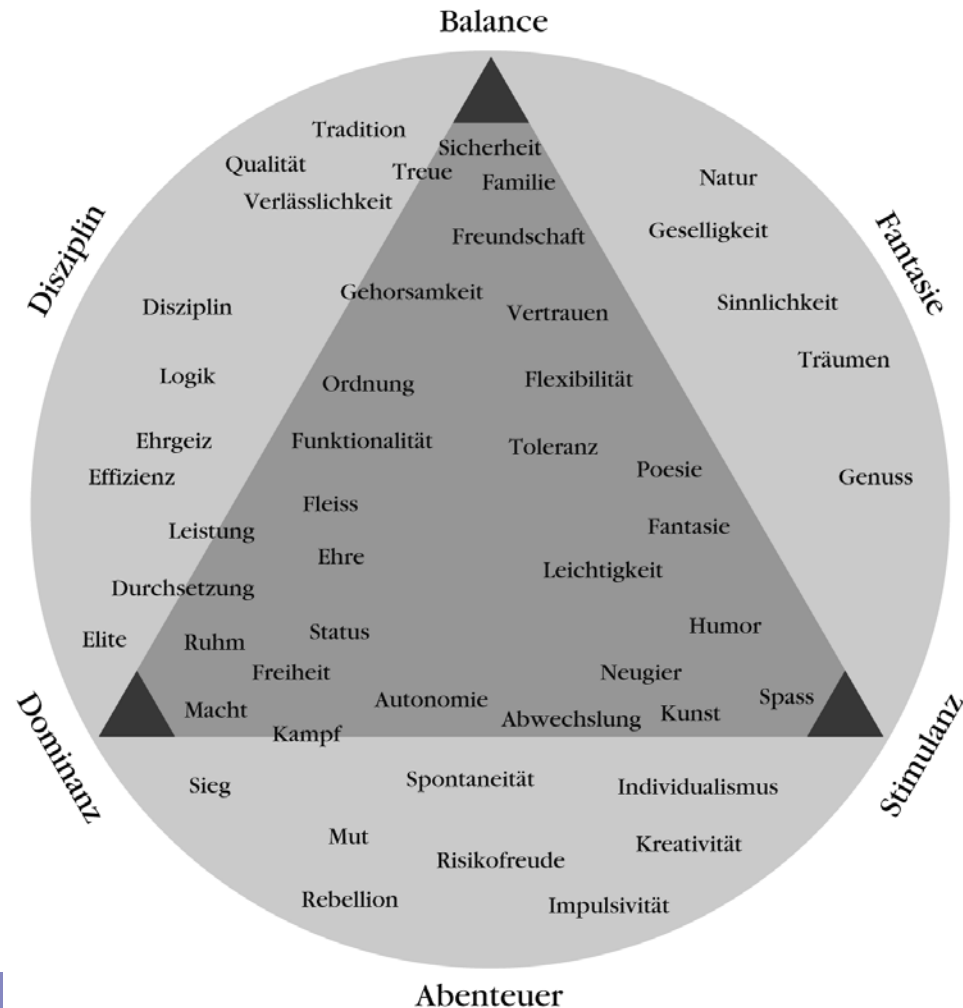 Balance
Tradition
Sicherheit
Qualität
Treue
Familie
Natur
Verlässlichkeit
Disziplin
Fantasie
Freundschaft
Geselligkeit
Gehorsamkeit
Disziplin
Vertrauen
Sinnlichkeit
Träumen
Logik
Ordnung
Flexibilität
Ehrgeiz
Funktionalität
Toleranz
Poesie
Effizienz
Genuss
Fleiss
Leistung
Fantasie
Ehre
Leichtigkeit
Durchsetzung
Elite
Ruhm
Status
Humor
Freiheit
Neugier
Macht
Autonomie
Spass
Kampf
Abwechslung
Kunst
Dominanz
Stimulanz
Sieg
Spontaneität
Individualismus
Mut
Risikofreude
Kreativität
Rebellion
Impulsivität
Abenteuer